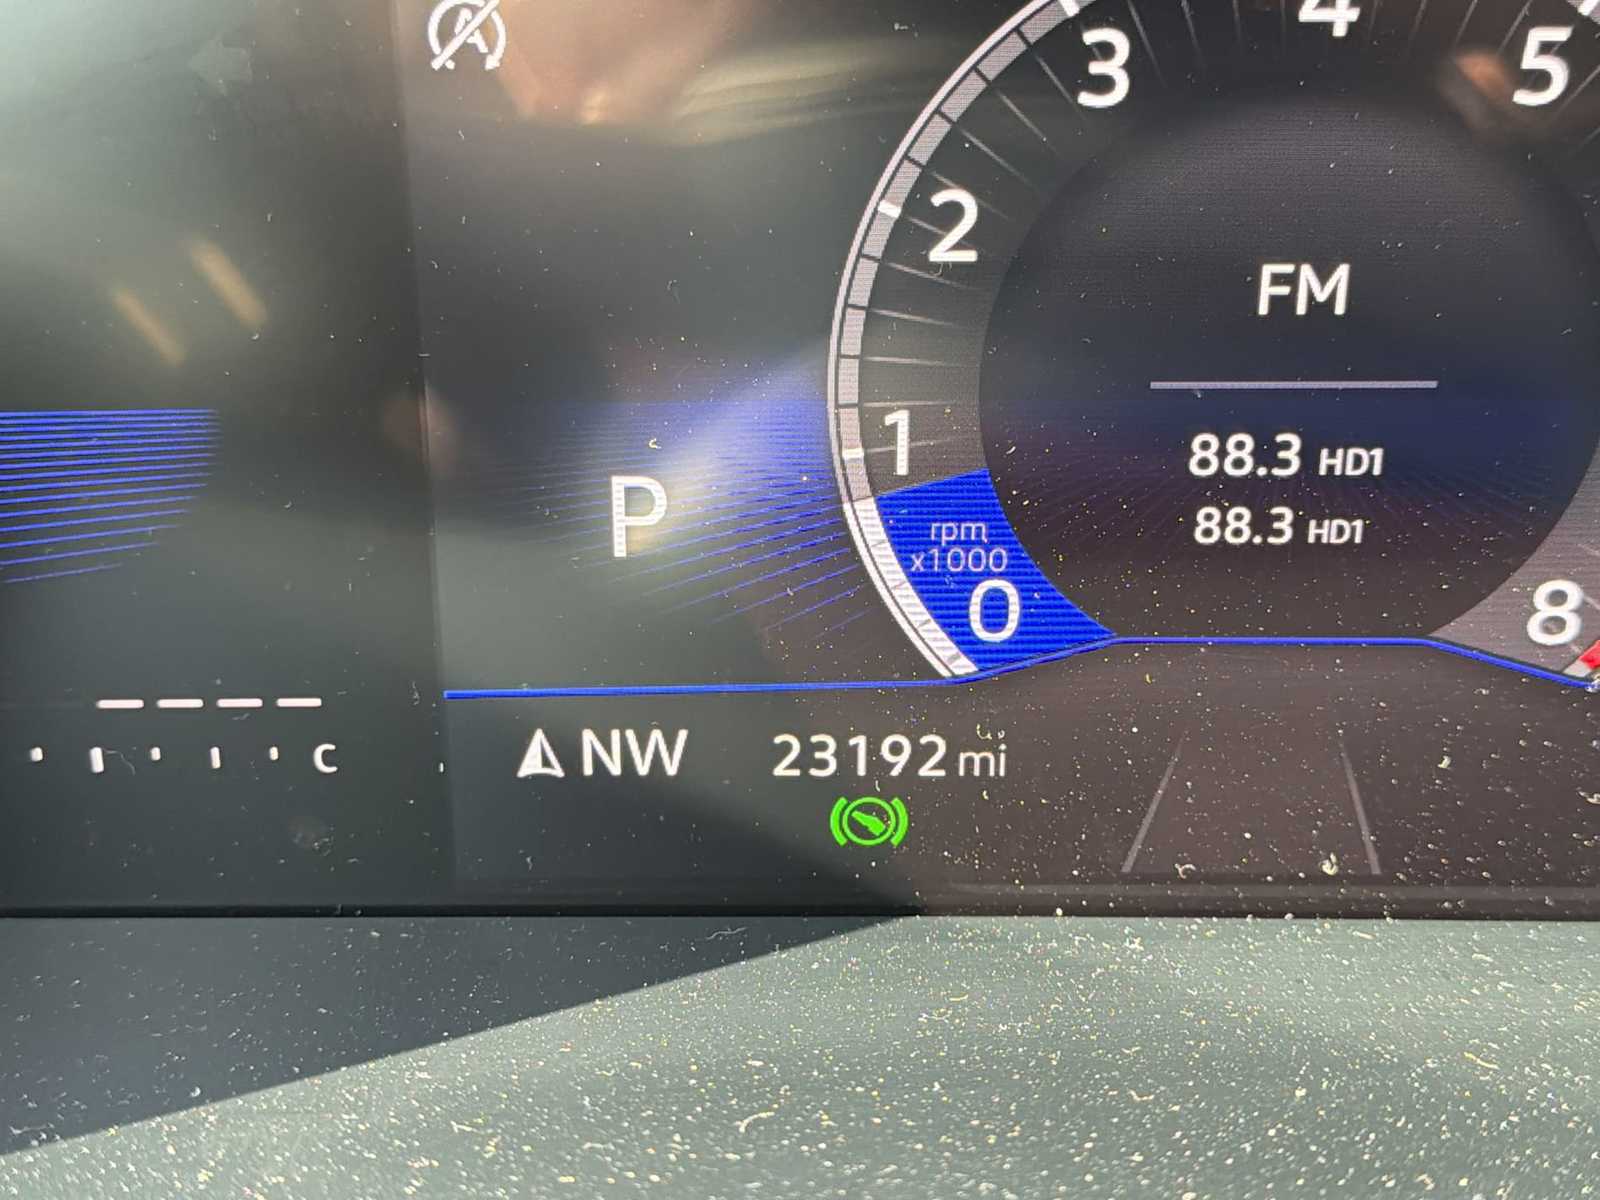 A
3 4 5
2
FM
1
88.3 HD1
88.3 HD1
rpm
x1000
0
8
P
C
NW 23192 mi